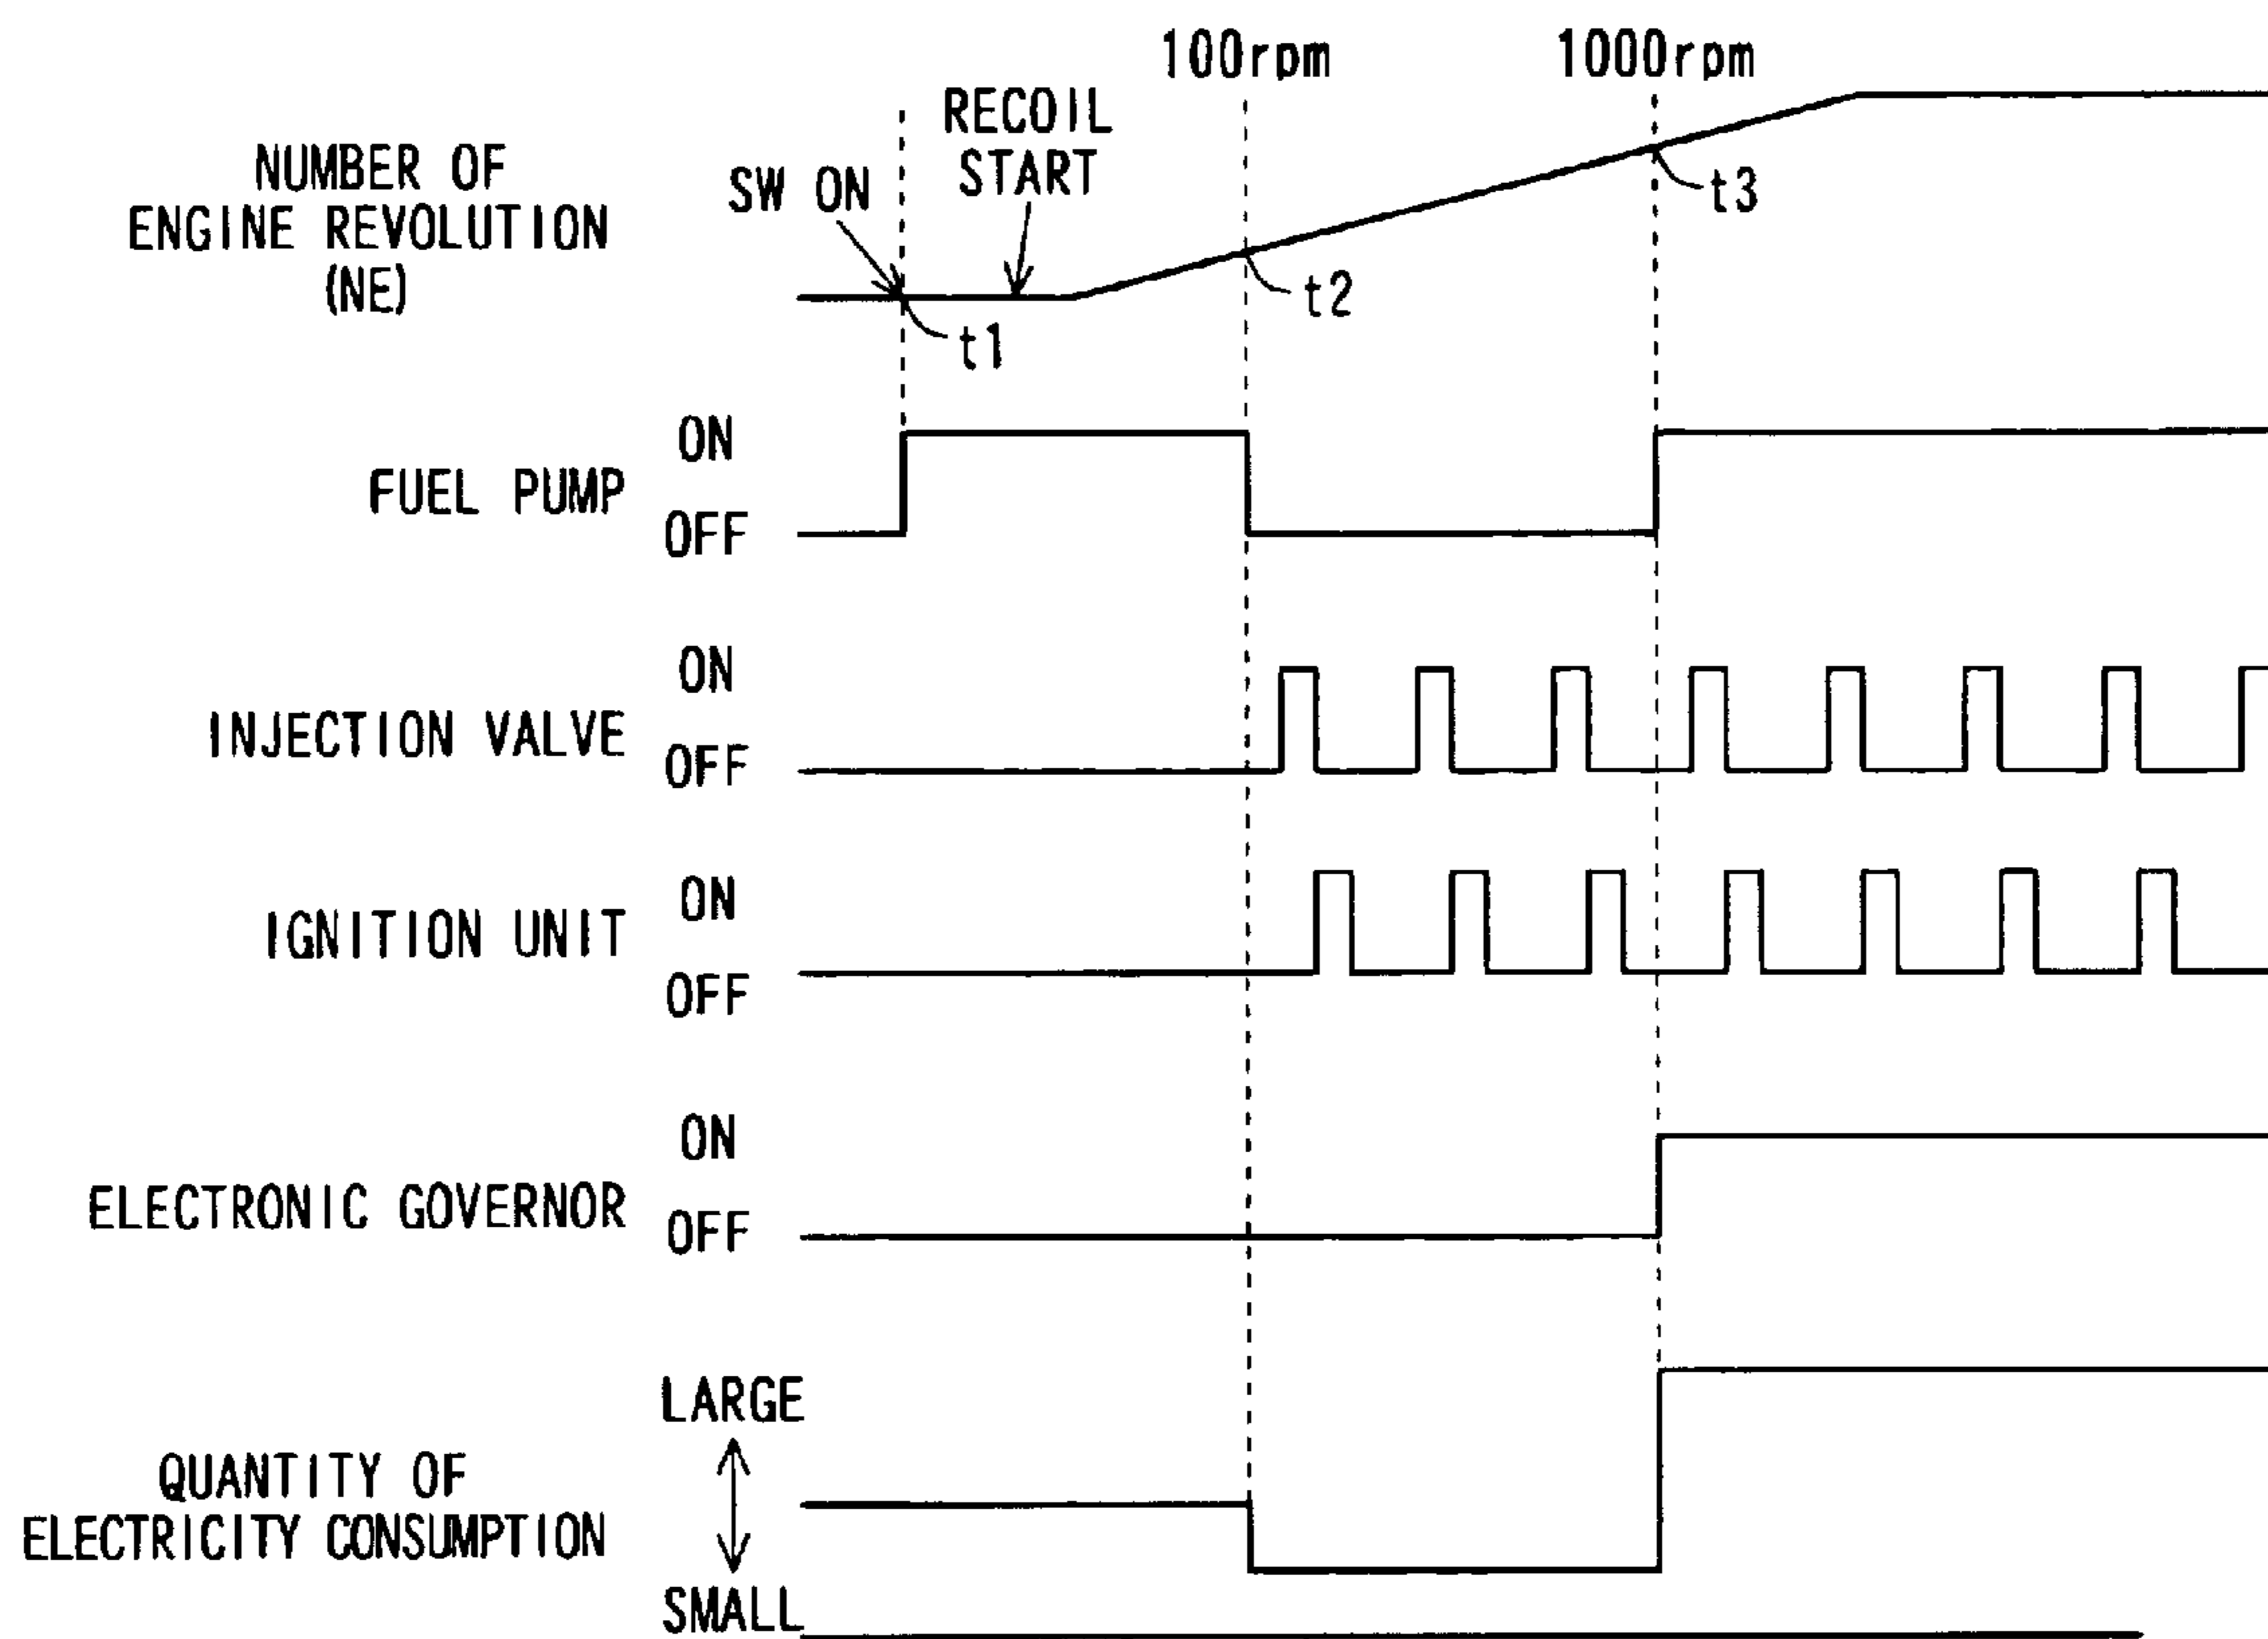 100rpm
1000rpm
RECOIL
START
NUMBER OF
ENGINE REVOLUTION
(NE)
SW ON
t1
t2
t3
FUEL PUMP
ON
OFF
INJECTION VALVE
ON
OFF
IGNITION UNIT
ON
OFF
ELECTRONIC GOVERNOR
ON
OFF
QUANTITY OF
ELECTRICITY CONSUMPTION
LARGE
SMALL